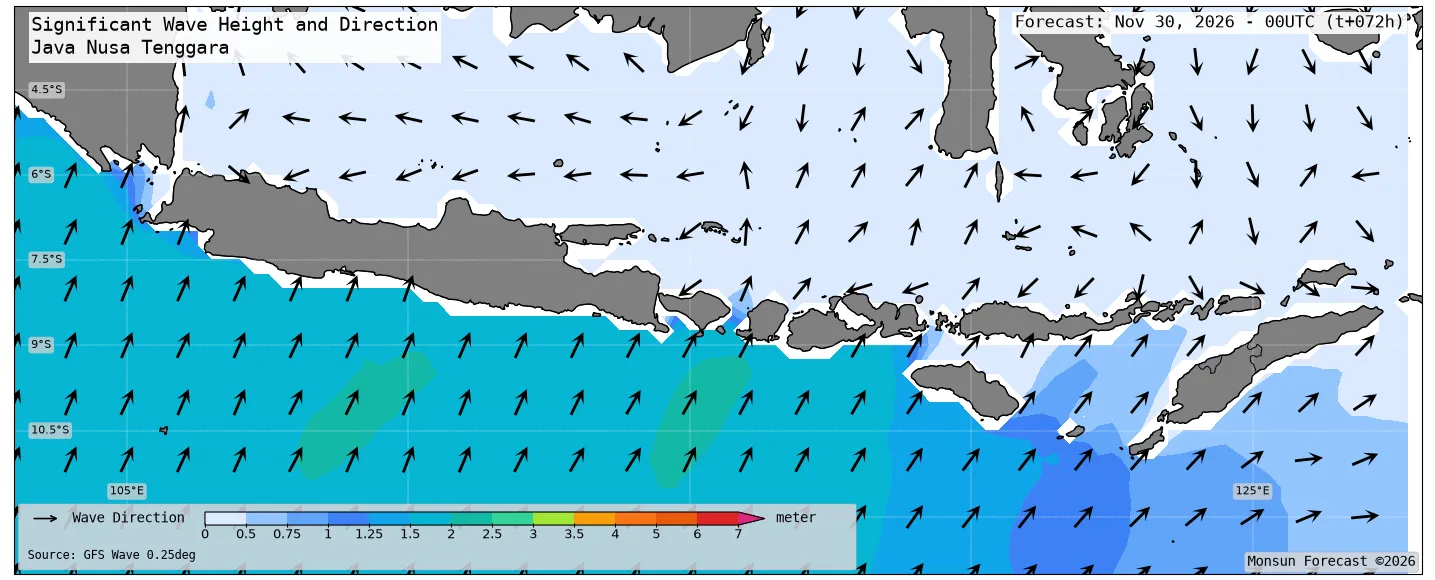 Significant Wave Height and Direction
Java Nusa Tenggara
Forecast: Nov 30, 2026 - 00UTC (t+072h)
4.5°S
6°S
7.5°S
9°S
10.5°S
105°E
125°E
Wave Direction
0 0.5 0.75 1 1.25 1.5 2 2.5 3 3.5 4 5 6 7
meter
Source: GFS Wave 0.25deg
Monsun Forecast ©2026